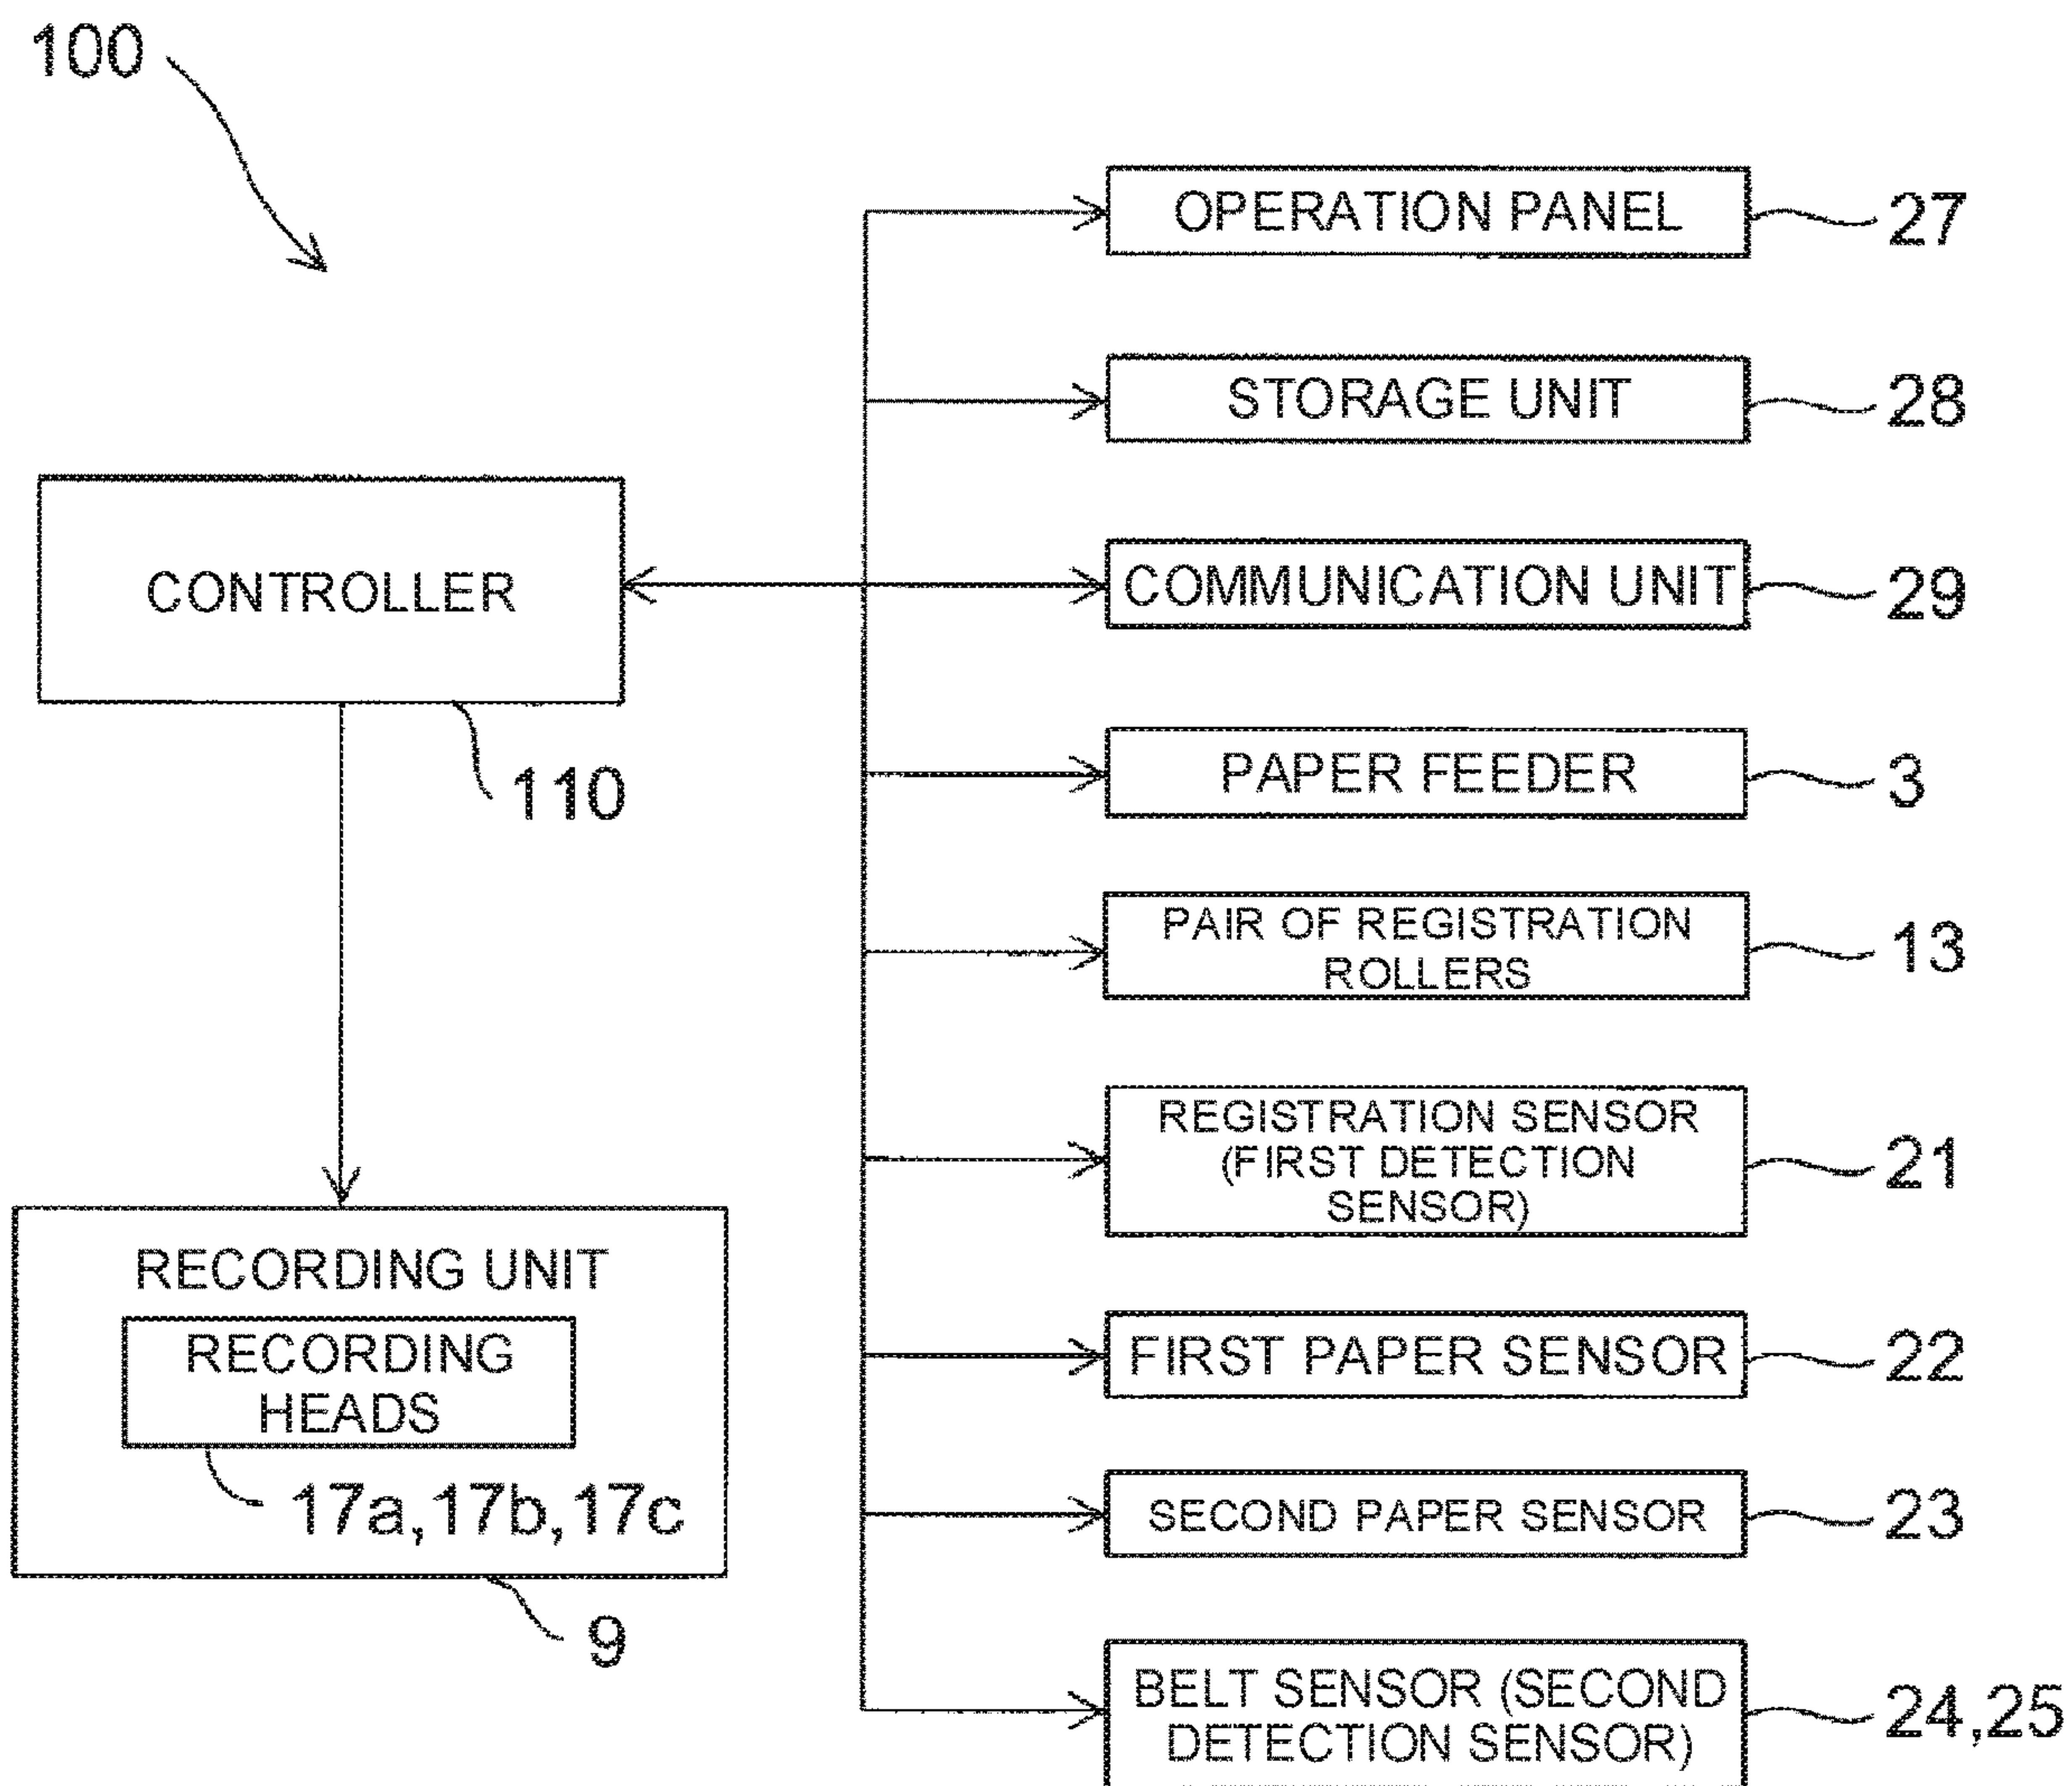 100
OPERATION PANEL
27
STORAGE UNIT
28
CONTROLLER
110
COMMUNICATION UNIT
29
PAPER FEEDER
3
PAIR OF REGISTRATION
ROLLERS
13
REGISTRATION SENSOR
(FIRST DETECTION
SENSOR)
21
RECORDING UNIT
RECORDING
HEADS
17a,17b,17c
9
FIRST PAPER SENSOR
22
SECOND PAPER SENSOR
23
BELT SENSOR (SECOND
DETECTION SENSOR)
24,25